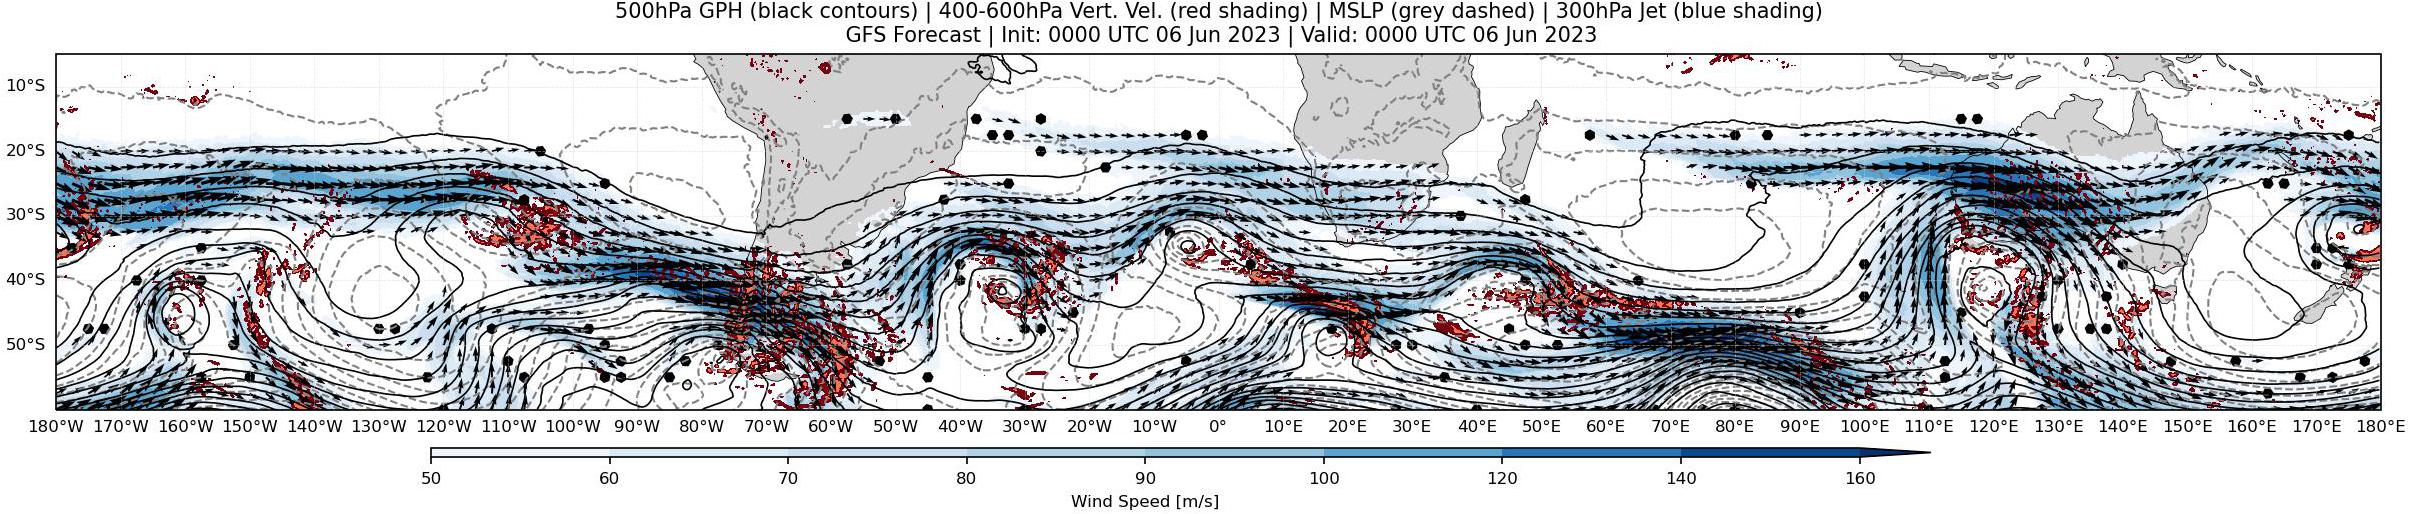 500hPa GPH (black contours) | 400-600hPa Vert. Vel. (red shading) | MSLP (grey dashed) | 300hPa Jet (blue shading)
GFS Forecast | Init: 0000 UTC 06 Jun 2023 | Valid: 0000 UTC 06 Jun 2023
10°S
20°S
30°S
40°S
50°S
180°W 170°W 160°W 150°W 140°W 130°W 120°W 110°W 100°W 90°W 80°W 70°W 60°W 50°W 40°W 30°W 20°W 10°W 0° 10°E 20°E 30°E 40°E 50°E 60°E 70°E 80°E 90°E 100°E 110°E 120°E 130°E 140°E 150°E 160°E 170°E 180°E
50 60 70 80 90 100 120 140 160
Wind Speed [m/s]